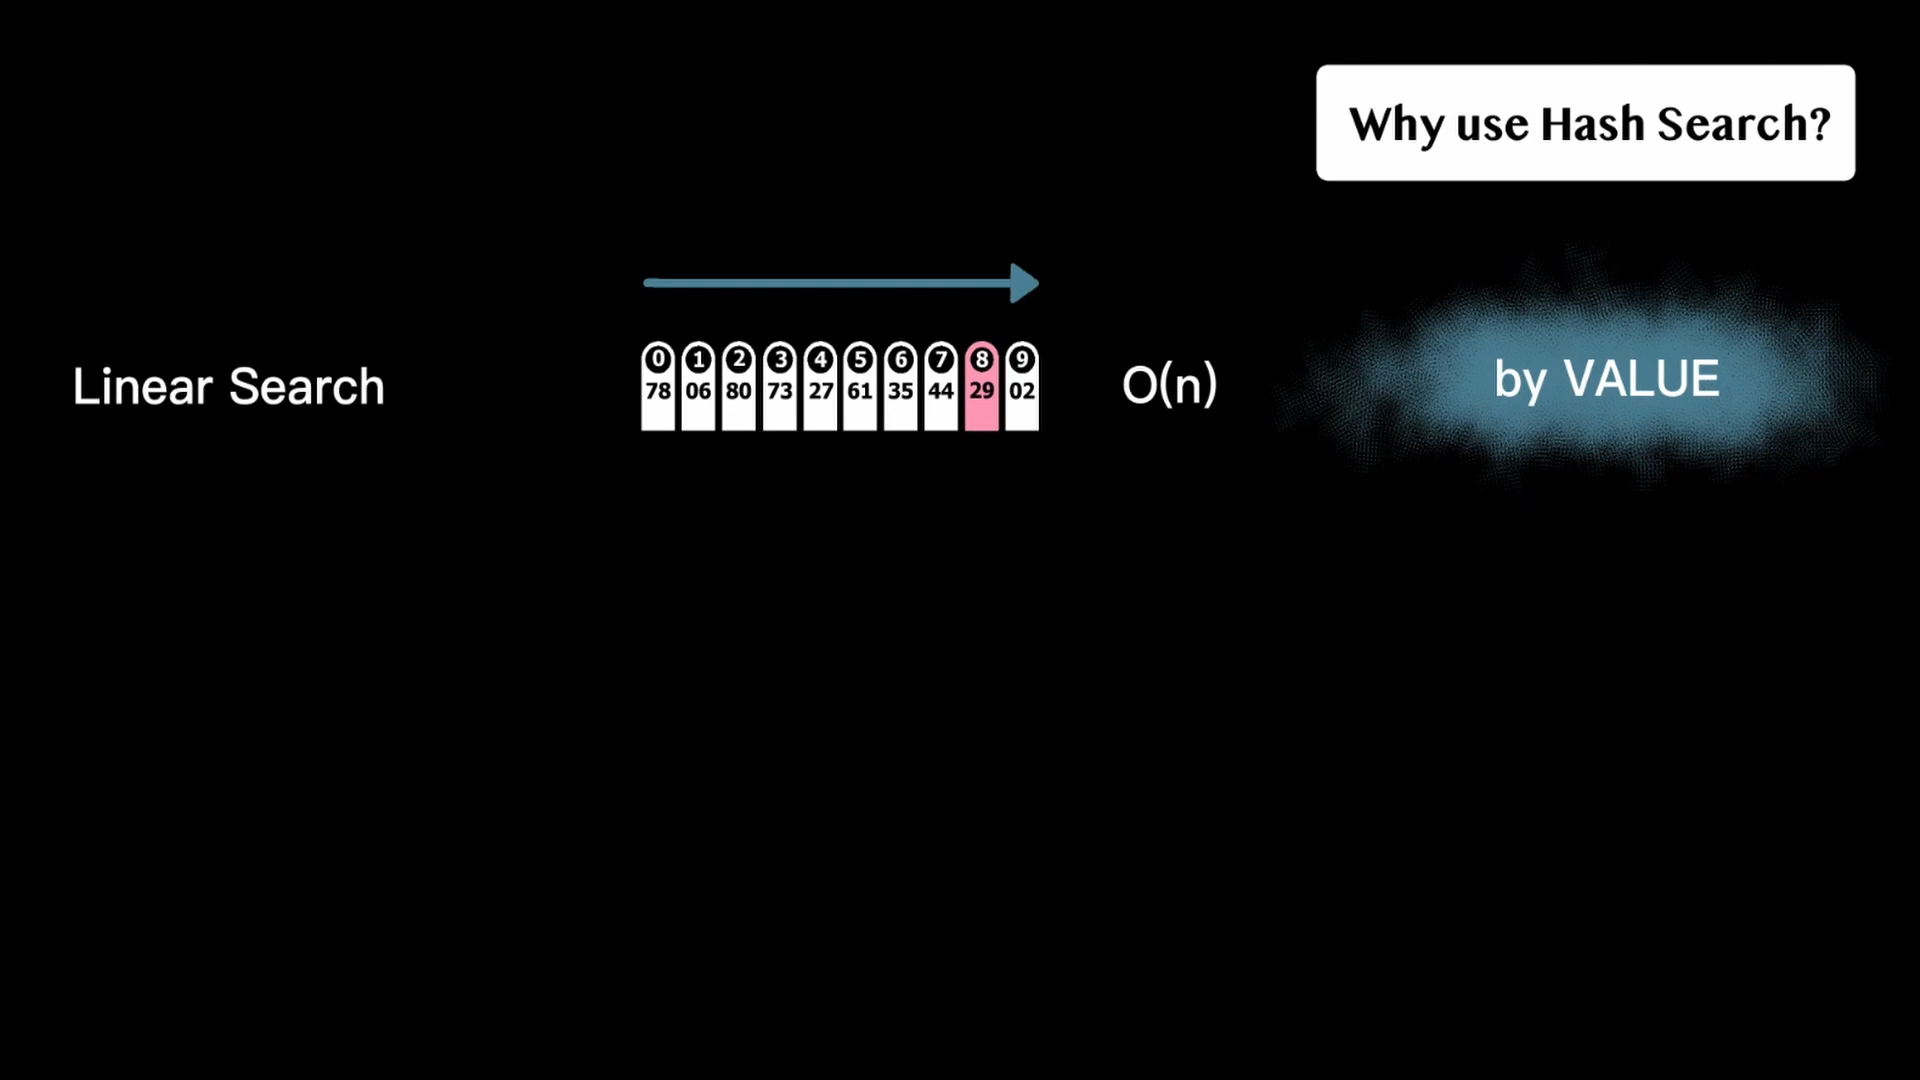 Why use Hash Search?
Linear Search
0 1 2 3 4 5 6 7 8 9
78 06 80 73 27 61 35 44 29 02
O(n)
by VALUE